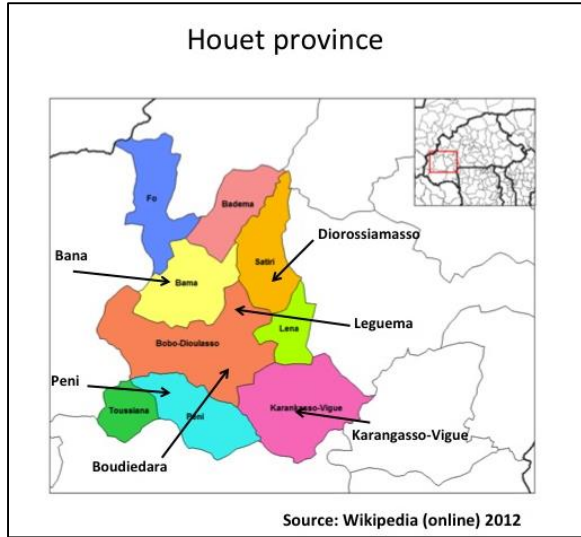 Houet province
Fo
Badema
Diorossiamasso
Bana
Satiri
Bama
Leguema
Lena
Bobo-Dioulasso
Peni
Toussiana
Peni
Karankasso-Vigue
Karangasso-Vigue
Boudiedara
Source: Wikipedia (online) 2012